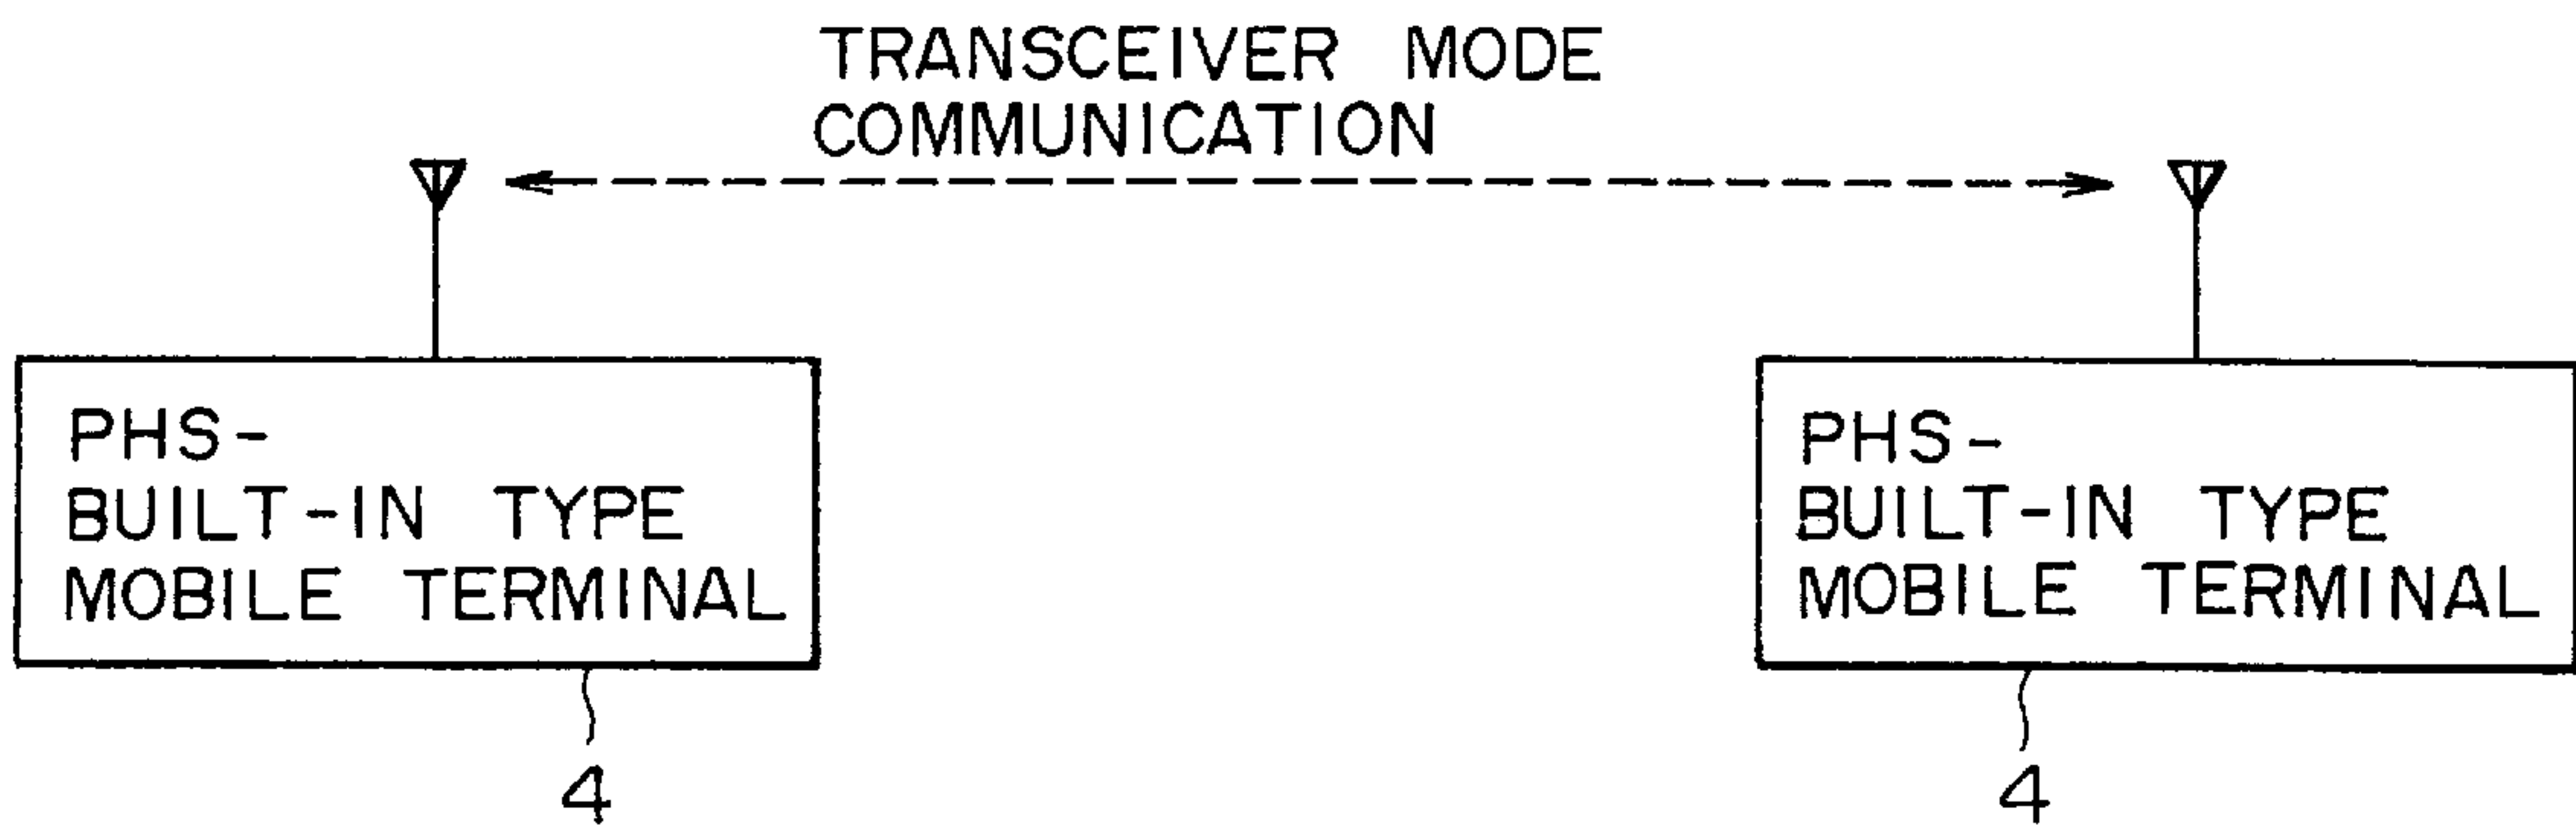 TRANSCEIVER MODE
COMMUNICATION
PHS-
BUILT-IN TYPE
MOBILE TERMINAL
4
PHS-
BUILT-IN TYPE
MOBILE TERMINAL
4